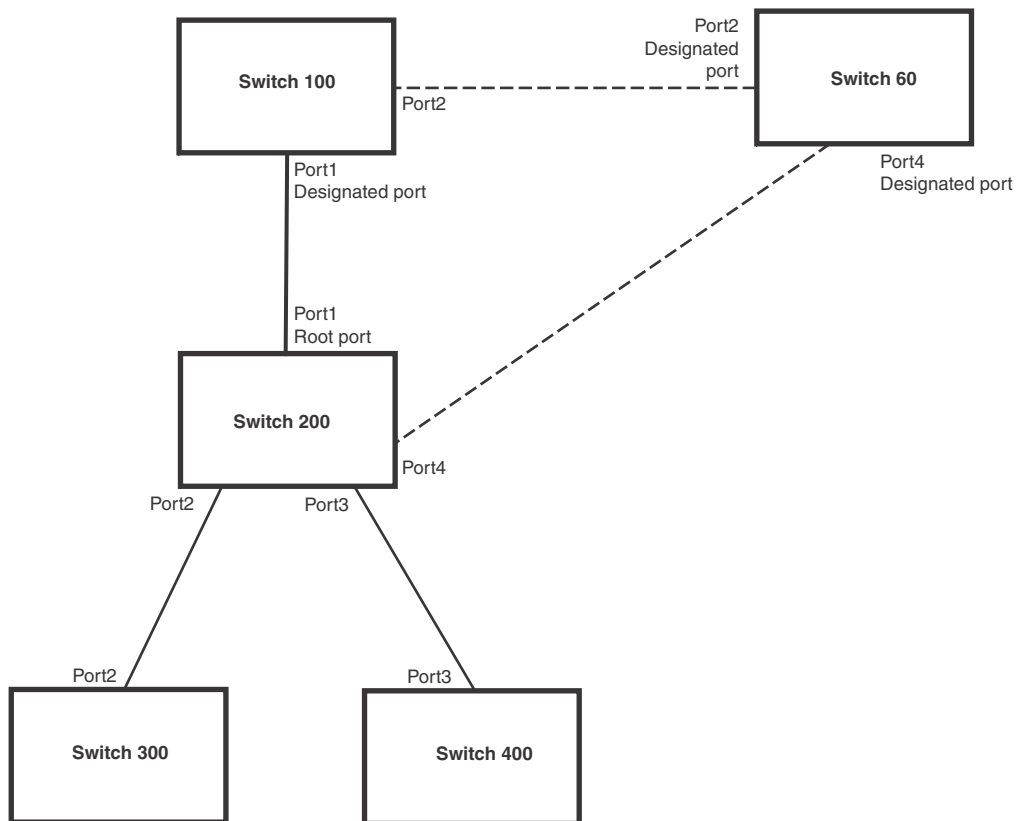 Port2
Designated
port
Switch 100
Switch 60
Port2
Port1
Designated port
Port4
Designated port
Port1
Root port
Switch 200
Port4
Port2
Port3
Port2
Port3
Switch 300
Switch 400